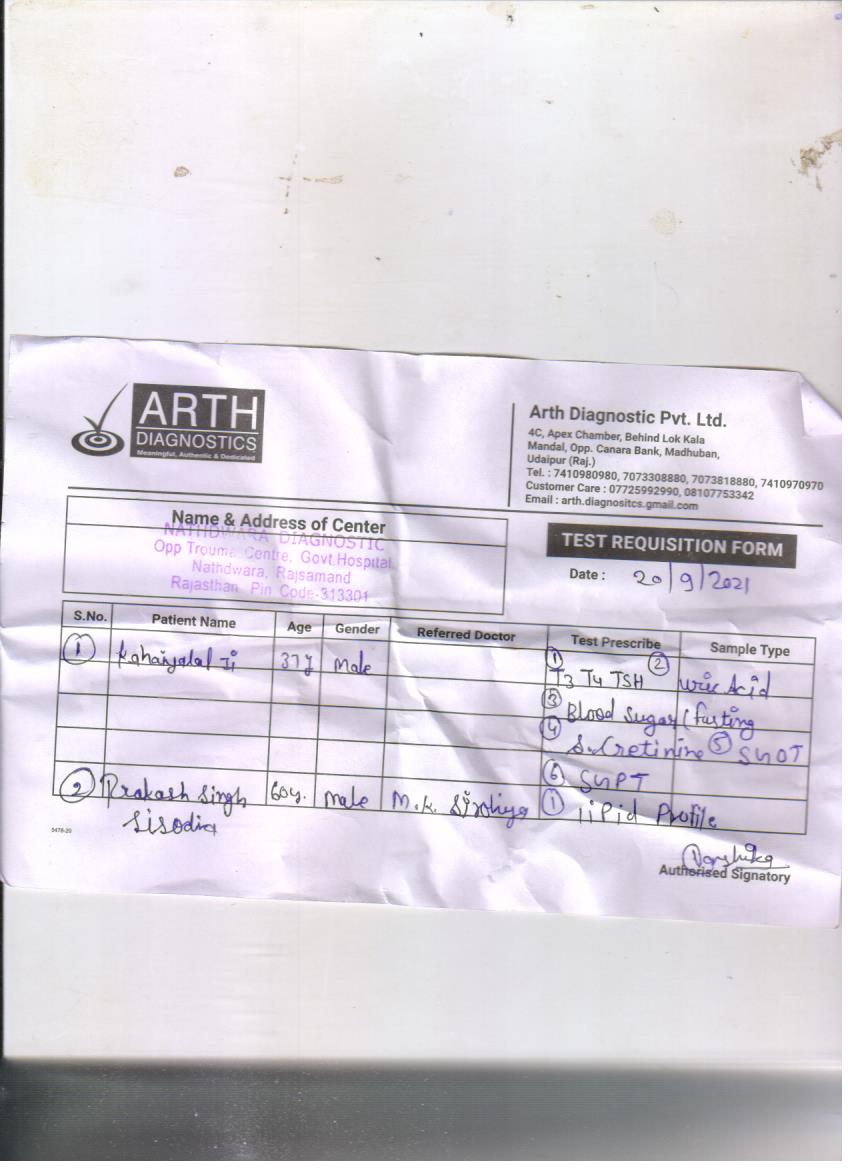 ARTH
DIAGNOSTICS
Meaningful, Authentic & Dedicated
Arth Diagnostic Pvt. Ltd.
4C, Apex Chamber, Behind Lok Kala
Mandal, Opp. Canara Bank, Madhuban,
Udaipur (Raj.)
Tel. : 7410980980, 7073308880, 7073818880, 7410970970
Customer Care : 07725992990, 08107753342
Email : arth.diagnositcs.gmail.com
Name & Address of Center
NATHDWARA DIAGNOSTIC
Opp Trouma Centre, Govt.Hospital
Nathdwara, Rajsamand
Rajasthan Pin Code-313301
TEST REQUISITION FORM
Date : 20/9/2021
S.No. Patient Name Age Gender Referred Doctor Test Prescribe Sample Type
① Kahaiyalal Ji 37y Male ① T3 T4 TSH ② Uric Acid
③ Blood Sugar (fasting
④ S.Cretinine ⑤ SGOT
⑥ SGPT
② Prakash Singh 60y. Male M.K. Sirohiya ① lipid Profile
Sisodia
5478-20
Authorised Signatory